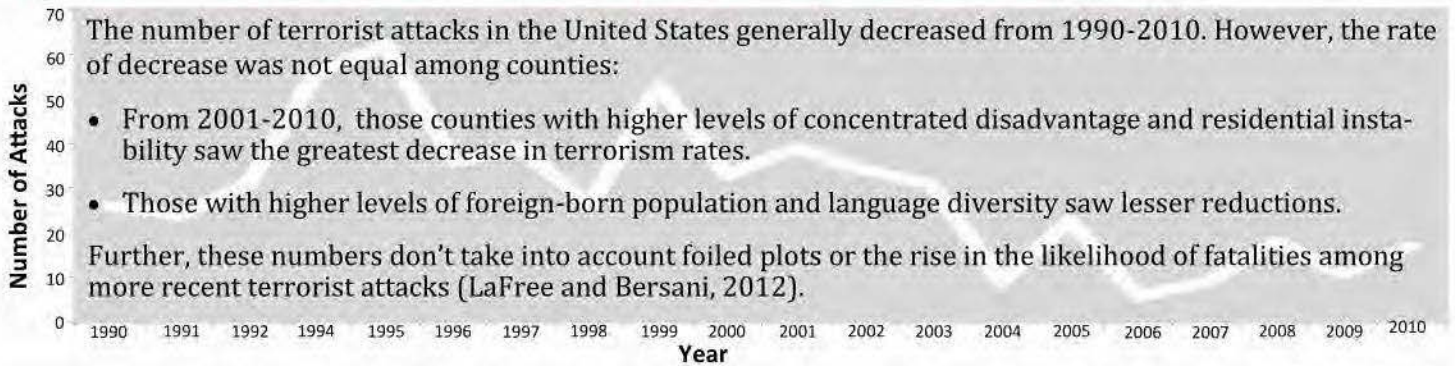 70
The number of terrorist attacks in the United States generally decreased from 1990-2010. However, the rate
60
of decrease was not equal among counties:
50
• From 2001-2010, those counties with higher levels of concentrated disadvantage and residential insta-
40
bility saw the greatest decrease in terrorism rates.
30
• Those with higher levels of foreign-born population and language diversity saw lesser reductions.
20
Further, these numbers don't take into account foiled plots or the rise in the likelihood of fatalities among
10
more recent terrorist attacks (LaFree and Bersani, 2012).
0
Number of Attacks
1990 1991 1992 1994 1995 1996 1997 1998 1999 2000 2001 2002 2003 2004 2005 2006 2007 2008 2009 2010
Year